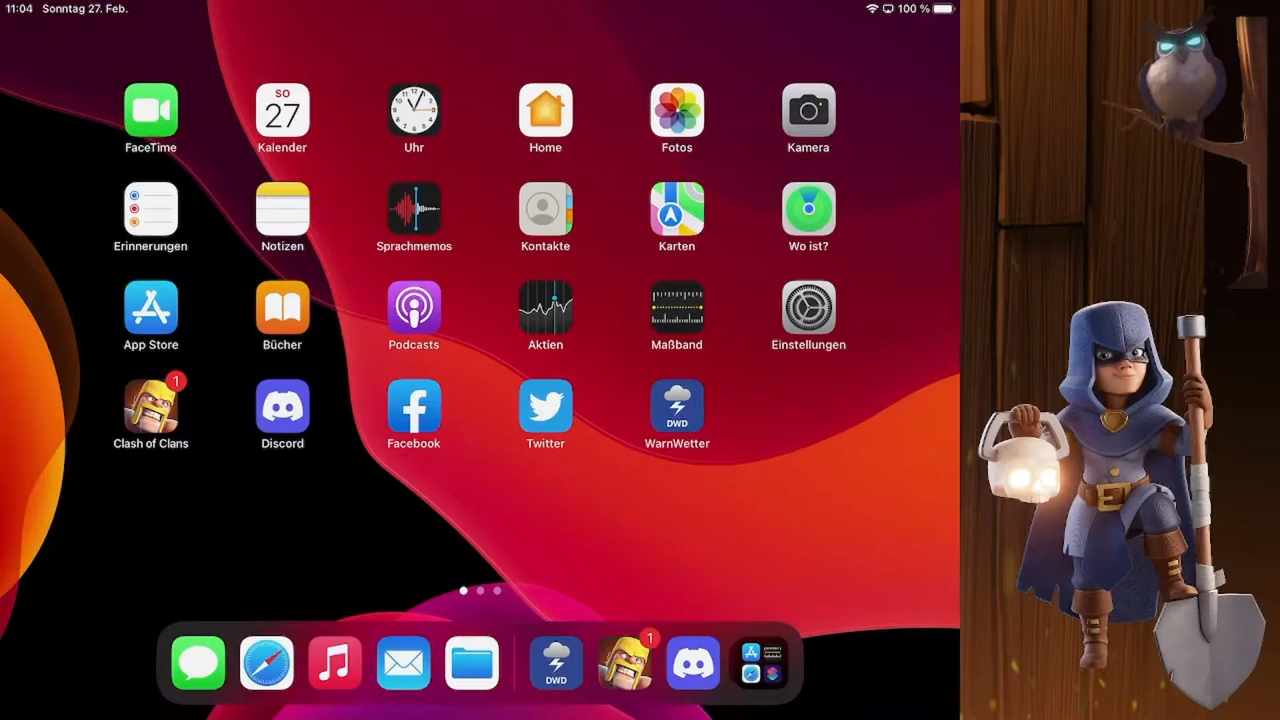 11:04 Sonntag 27. Feb. 100 %
SO
27
FaceTime Kalender Uhr Home Fotos Kamera
Erinnerungen Notizen Sprachmemos Kontakte Karten Wo ist?
App Store Bücher Podcasts Aktien Maßband Einstellungen
1
DWD
Clash of Clans Discord Facebook Twitter WarnWetter
1
DWD